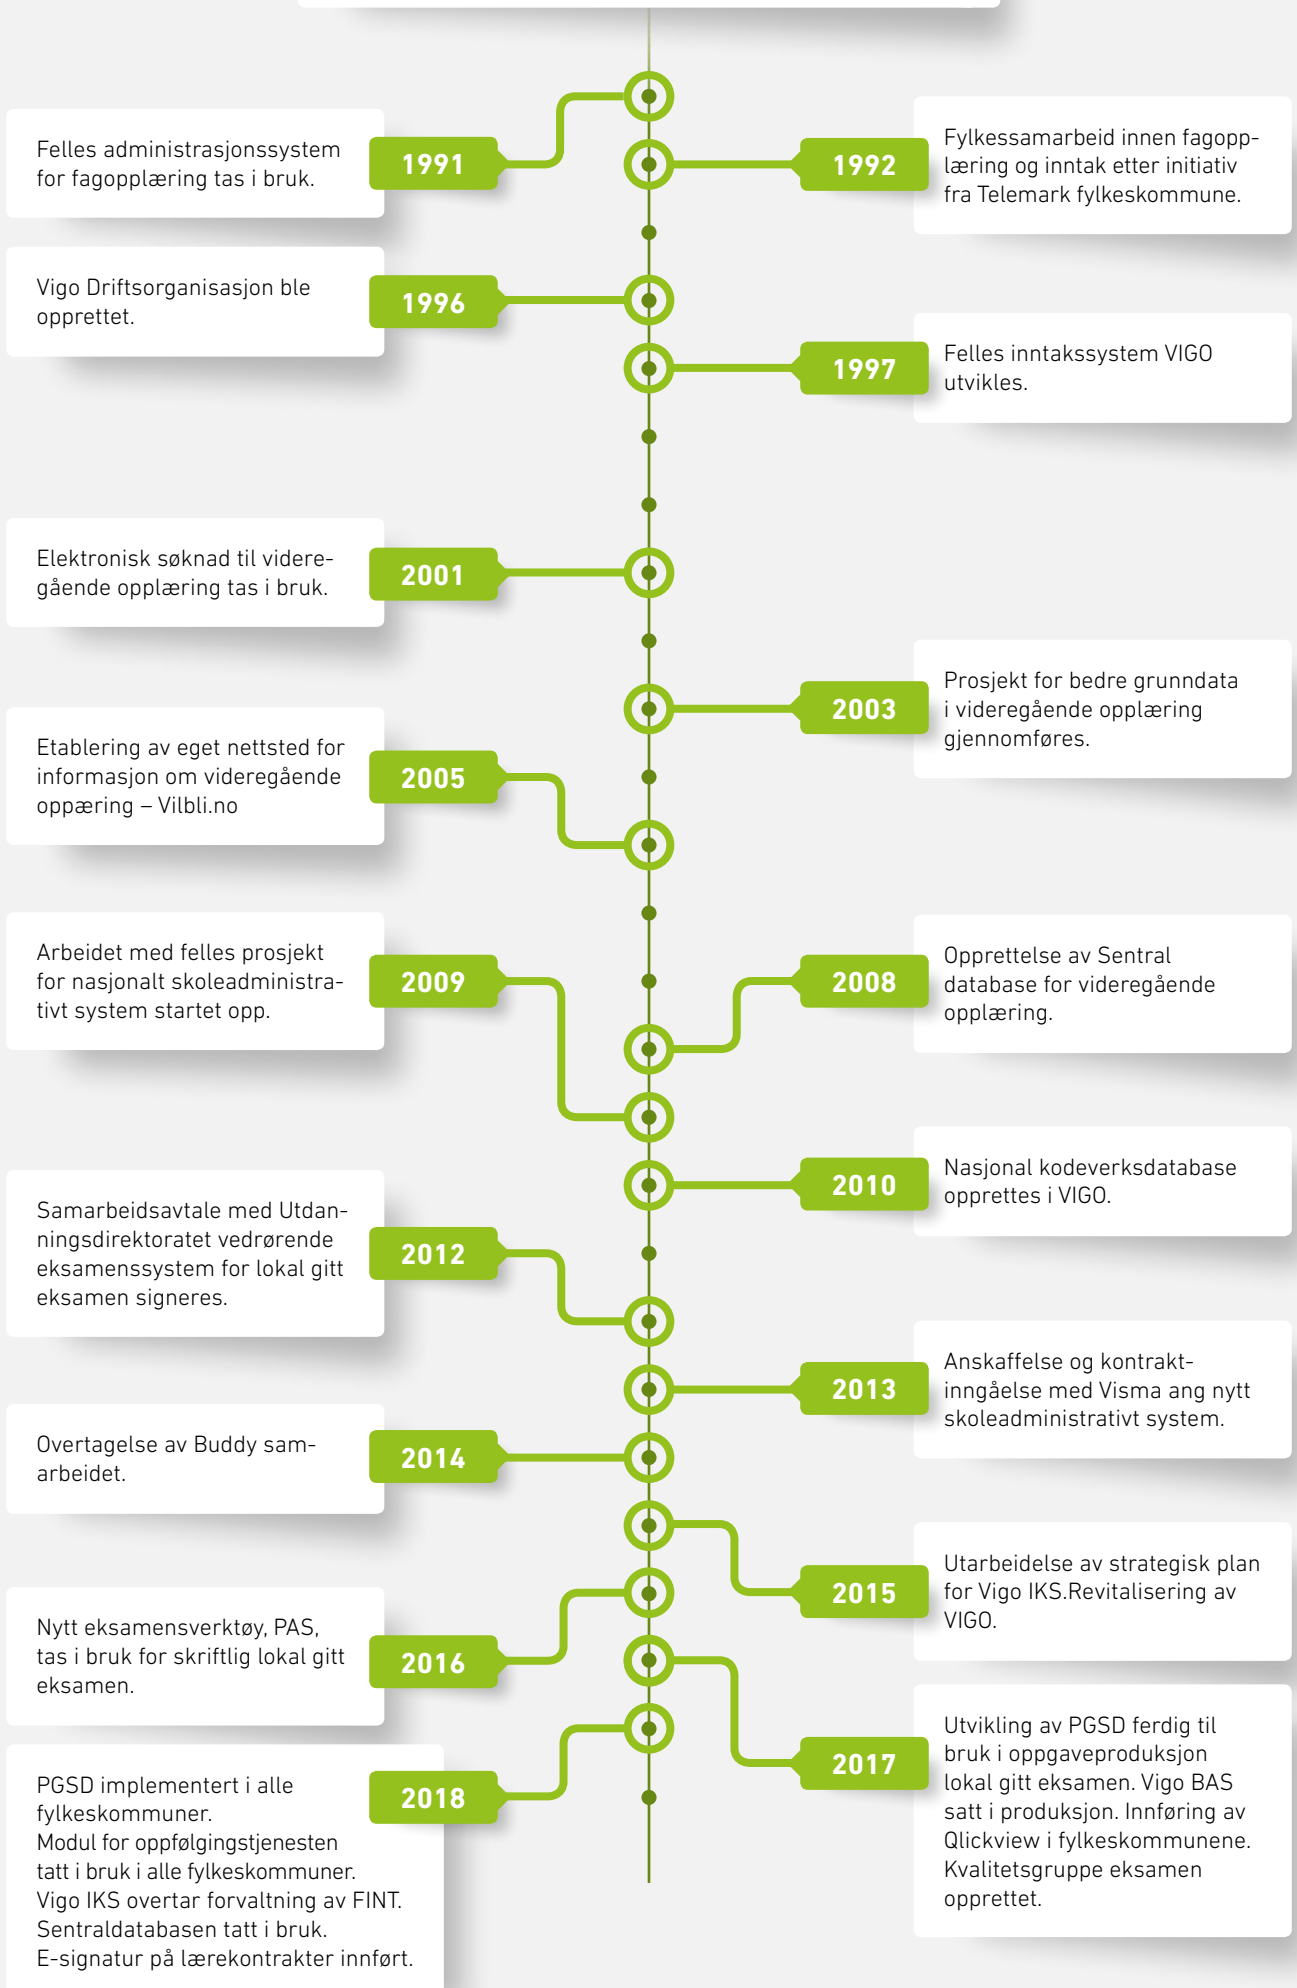 Felles administrasjonssystem
for fagopplæring tas i bruk.
1991
1992
Fylkessamarbeid innen fagopp-
læring og inntak etter initiativ
fra Telemark fylkeskommune.
Vigo Driftsorganisasjon ble
opprettet.
1996
1997
Felles inntakssystem VIGO
utvikles.
Elektronisk søknad til videre-
gående opplæring tas i bruk.
2001
2003
Prosjekt for bedre grunndata
i videregående opplæring
gjennomføres.
Etablering av eget nettsted for
informasjon om videregående
oppæring – Vilbli.no
2005
Arbeidet med felles prosjekt
for nasjonalt skoleadministra-
tivt system startet opp.
2009
2008
Opprettelse av Sentral
database for videregående
opplæring.
2010
Nasjonal kodeverksdatabase
opprettes i VIGO.
Samarbeidsavtale med Utdan-
ningsdirektoratet vedrørende
eksamenssystem for lokal gitt
eksamen signeres.
2012
2013
Anskaffelse og kontrakt-
inngåelse med Visma ang nytt
skoleadministrativt system.
Overtagelse av Buddy sam-
arbeidet.
2014
2015
Utarbeidelse av strategisk plan
for Vigo IKS.Revitalisering av
VIGO.
Nytt eksamensverktøy, PAS,
tas i bruk for skriftlig lokal gitt
eksamen.
2016
2017
Utvikling av PGSD ferdig til
bruk i oppgaveproduksjon
lokal gitt eksamen. Vigo BAS
satt i produksjon. Innføring av
Qlickview i fylkeskommunene.
Kvalitetsgruppe eksamen
opprettet.
PGSD implementert i alle
fylkeskommuner.
Modul for oppfølgingstjenesten
tatt i bruk i alle fylkeskommuner.
Vigo IKS overtar forvaltning av FINT.
Sentraldatabasen tatt i bruk.
E-signatur på lærekontrakter innført.
2018